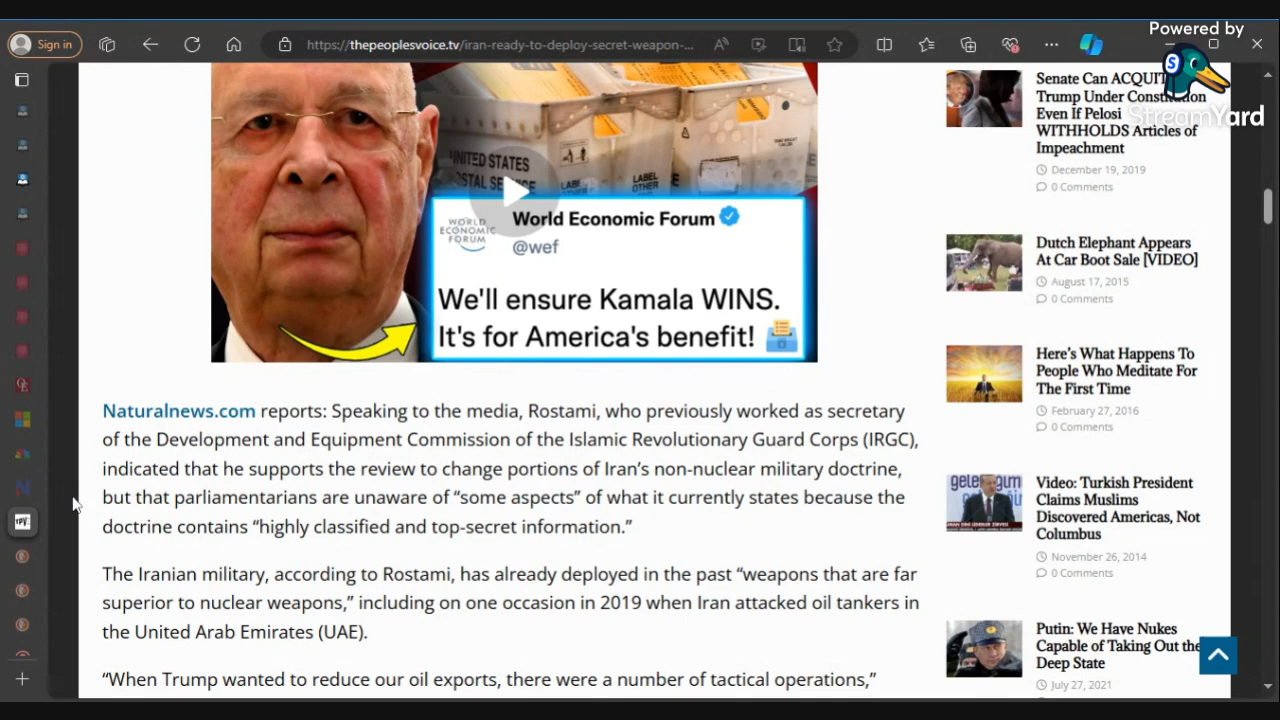 Powered by
StreamYard
Sign in
https://thepeoplesvoice.tv/iran-ready-to-deploy-secret-weapon-...
UNITED STATES
POSTAL SERVICE
LABEL
OTHER
WORLD
ECONOMIC
FORUM
World Economic Forum
@wef
We'll ensure Kamala WINS.
It's for America's benefit!
Naturalnews.com reports: Speaking to the media, Rostami, who previously worked as secretary
of the Development and Equipment Commission of the Islamic Revolutionary Guard Corps (IRGC),
indicated that he supports the review to change portions of Iran's non-nuclear military doctrine,
but that parliamentarians are unaware of “some aspects” of what it currently states because the
doctrine contains “highly classified and top-secret information.”
The Iranian military, according to Rostami, has already deployed in the past “weapons that are far
superior to nuclear weapons,” including on one occasion in 2019 when Iran attacked oil tankers in
the United Arab Emirates (UAE).
“When Trump wanted to reduce our oil exports, there were a number of tactical operations,”
Senate Can ACQUIT
Trump Under Constitution
Even If Pelosi
WITHHOLDS Articles of
Impeachment
December 19, 2019
0 Comments
Dutch Elephant Appears
At Car Boot Sale [VIDEO]
August 17, 2015
0 Comments
Here's What Happens To
People Who Meditate For
The First Time
February 27, 2016
0 Comments
Video: Turkish President
Claims Muslims
Discovered Americas, Not
Columbus
November 26, 2014
0 Comments
Putin: We Have Nukes
Capable of Taking Out the
Deep State
July 27, 2021